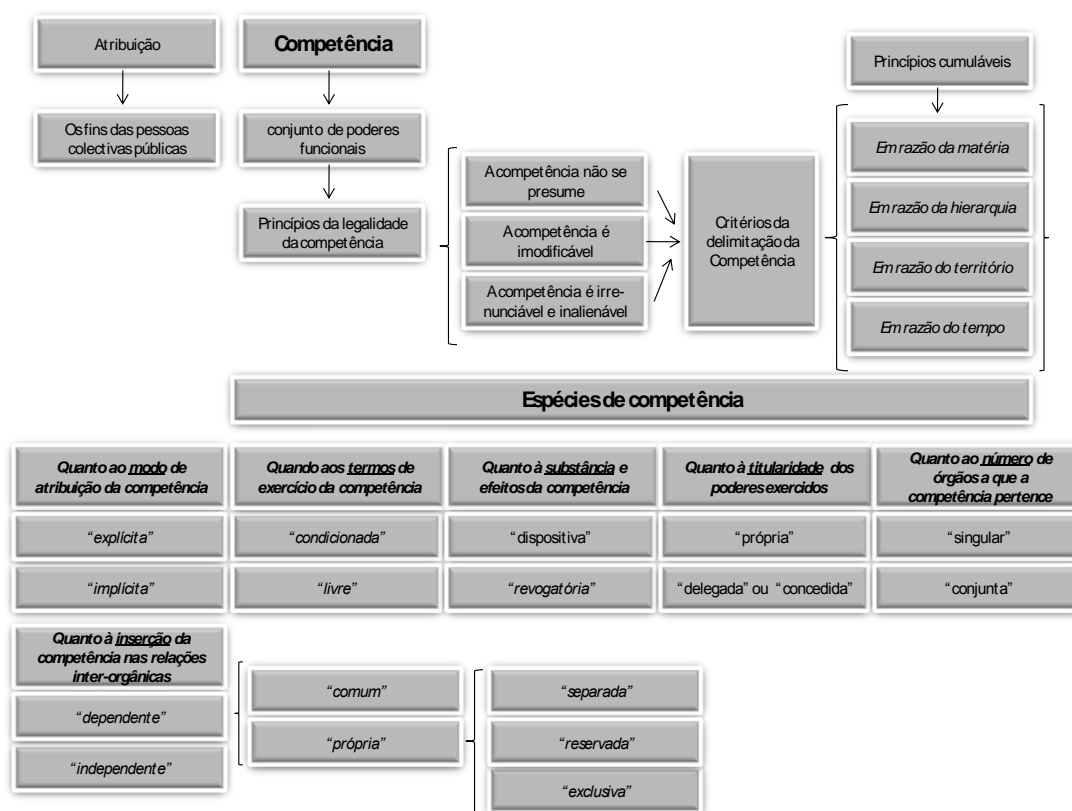 Atribuição
Competência
Princípios cumuláveis
Os fins das pessoas
colectivas públicas
conjunto de poderes
funcionais
Princípios da legalidade
da competência
A competência não se
presume
A competência é
imodificável
A competência é irre-
nunciável e inalienável
Critérios da
delimitação da
Competência
Em razão da matéria
Em razão da hierarquia
Em razão do território
Em razão do tempo
Espécies de competência
Quanto ao modo de
atribuição da competência
“explícita”
“implícita”
Quando aos termos de
exercício da competência
“condicionada”
“livre”
Quanto à substância e
efeitos da competência
“dispositiva”
“revogatória”
Quanto à titularidade dos
poderes exercidos
“própria”
“delegada” ou “concedida”
Quanto ao número de
órgãos a que a
competência pertence
“singular”
“conjunta”
Quanto à inserção da
competência nas relações
inter-orgânicas
“dependente”
“independente”
“comum”
“própria”
“separada”
“reservada”
“exclusiva”